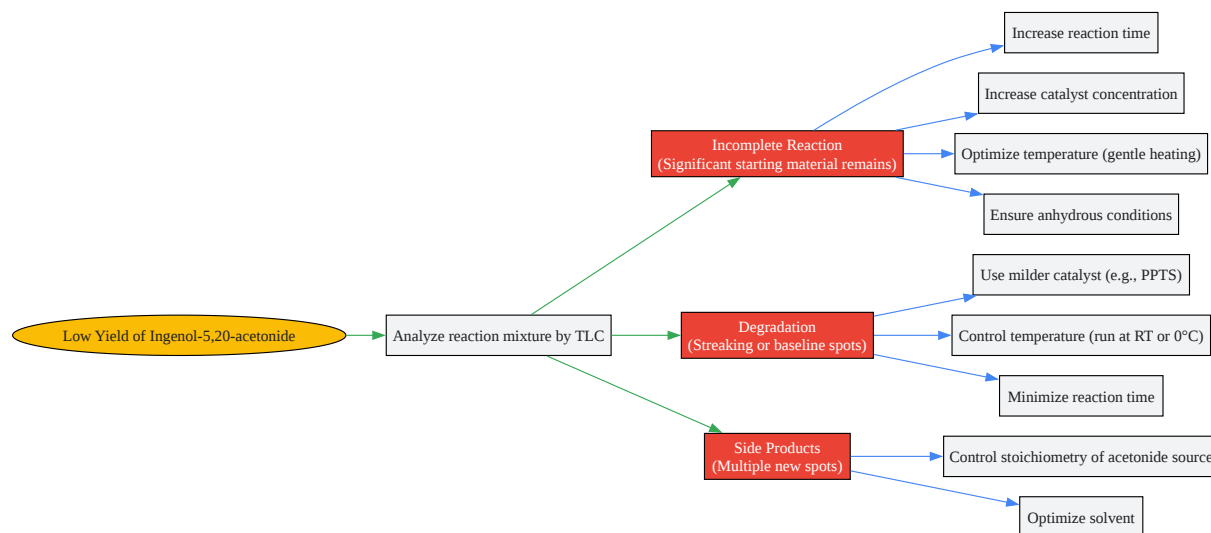 Low Yield of Ingenol-5,20-acetonide
Analyze reaction mixture by TLC
Incomplete Reaction
(Significant starting material remains)
Increase reaction time
Increase catalyst concentration
Optimize temperature (gentle heating)
Ensure anhydrous conditions
Degradation
(Streaking or baseline spots)
Use milder catalyst (e.g., PPTS)
Control temperature (run at RT or 0°C)
Minimize reaction time
Side Products
(Multiple new spots)
Control stoichiometry of acetonide source
Optimize solvent